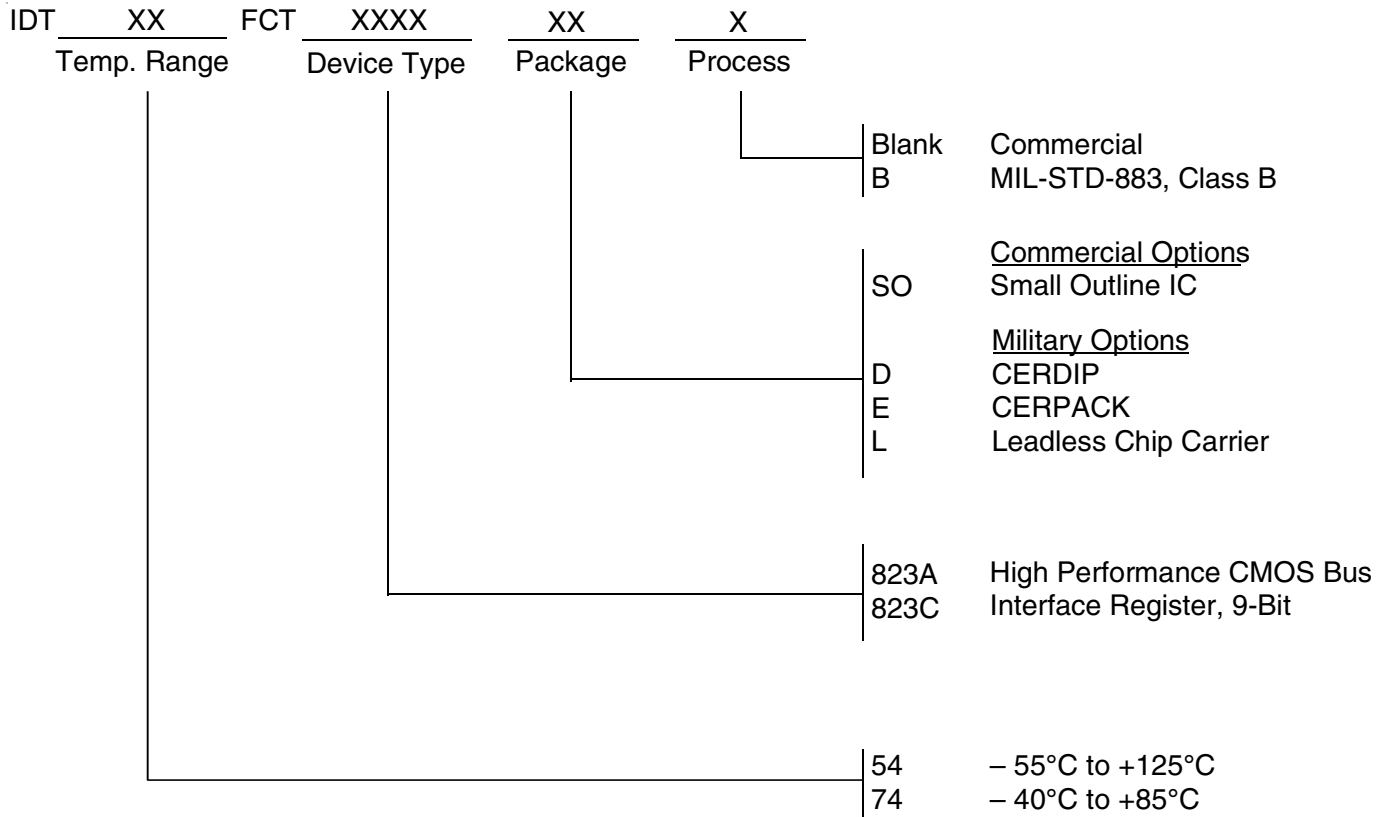 IDT XX FCT XXXX XX X
Temp. Range Device Type Package Process
Blank Commercial
B MIL-STD-883, Class B
Commercial Options
SO Small Outline IC
Military Options
D CERDIP
E CERPACK
L Leadless Chip Carrier
823A High Performance CMOS Bus
823C Interface Register, 9-Bit
54 – 55°C to +125°C
74 – 40°C to +85°C